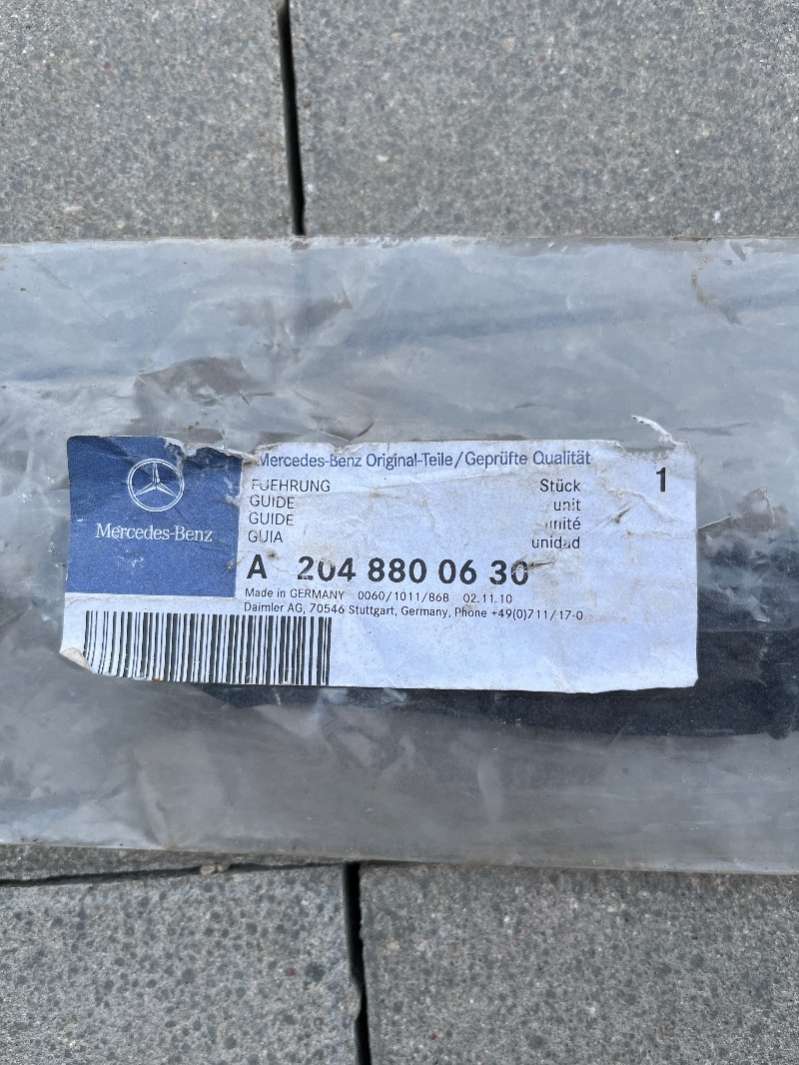 Mercedes-Benz
Mercedes-Benz Original-Teile/Geprüfte Qualität
FUEHRUNG Stück 1
GUIDE unit
GUIDE unité
GUIA unidad
A 204 880 06 30
Made in GERMANY 0060/1011/868 02.11.10
Daimler AG, 70546 Stuttgart, Germany, Phone +49(0)711/17-0